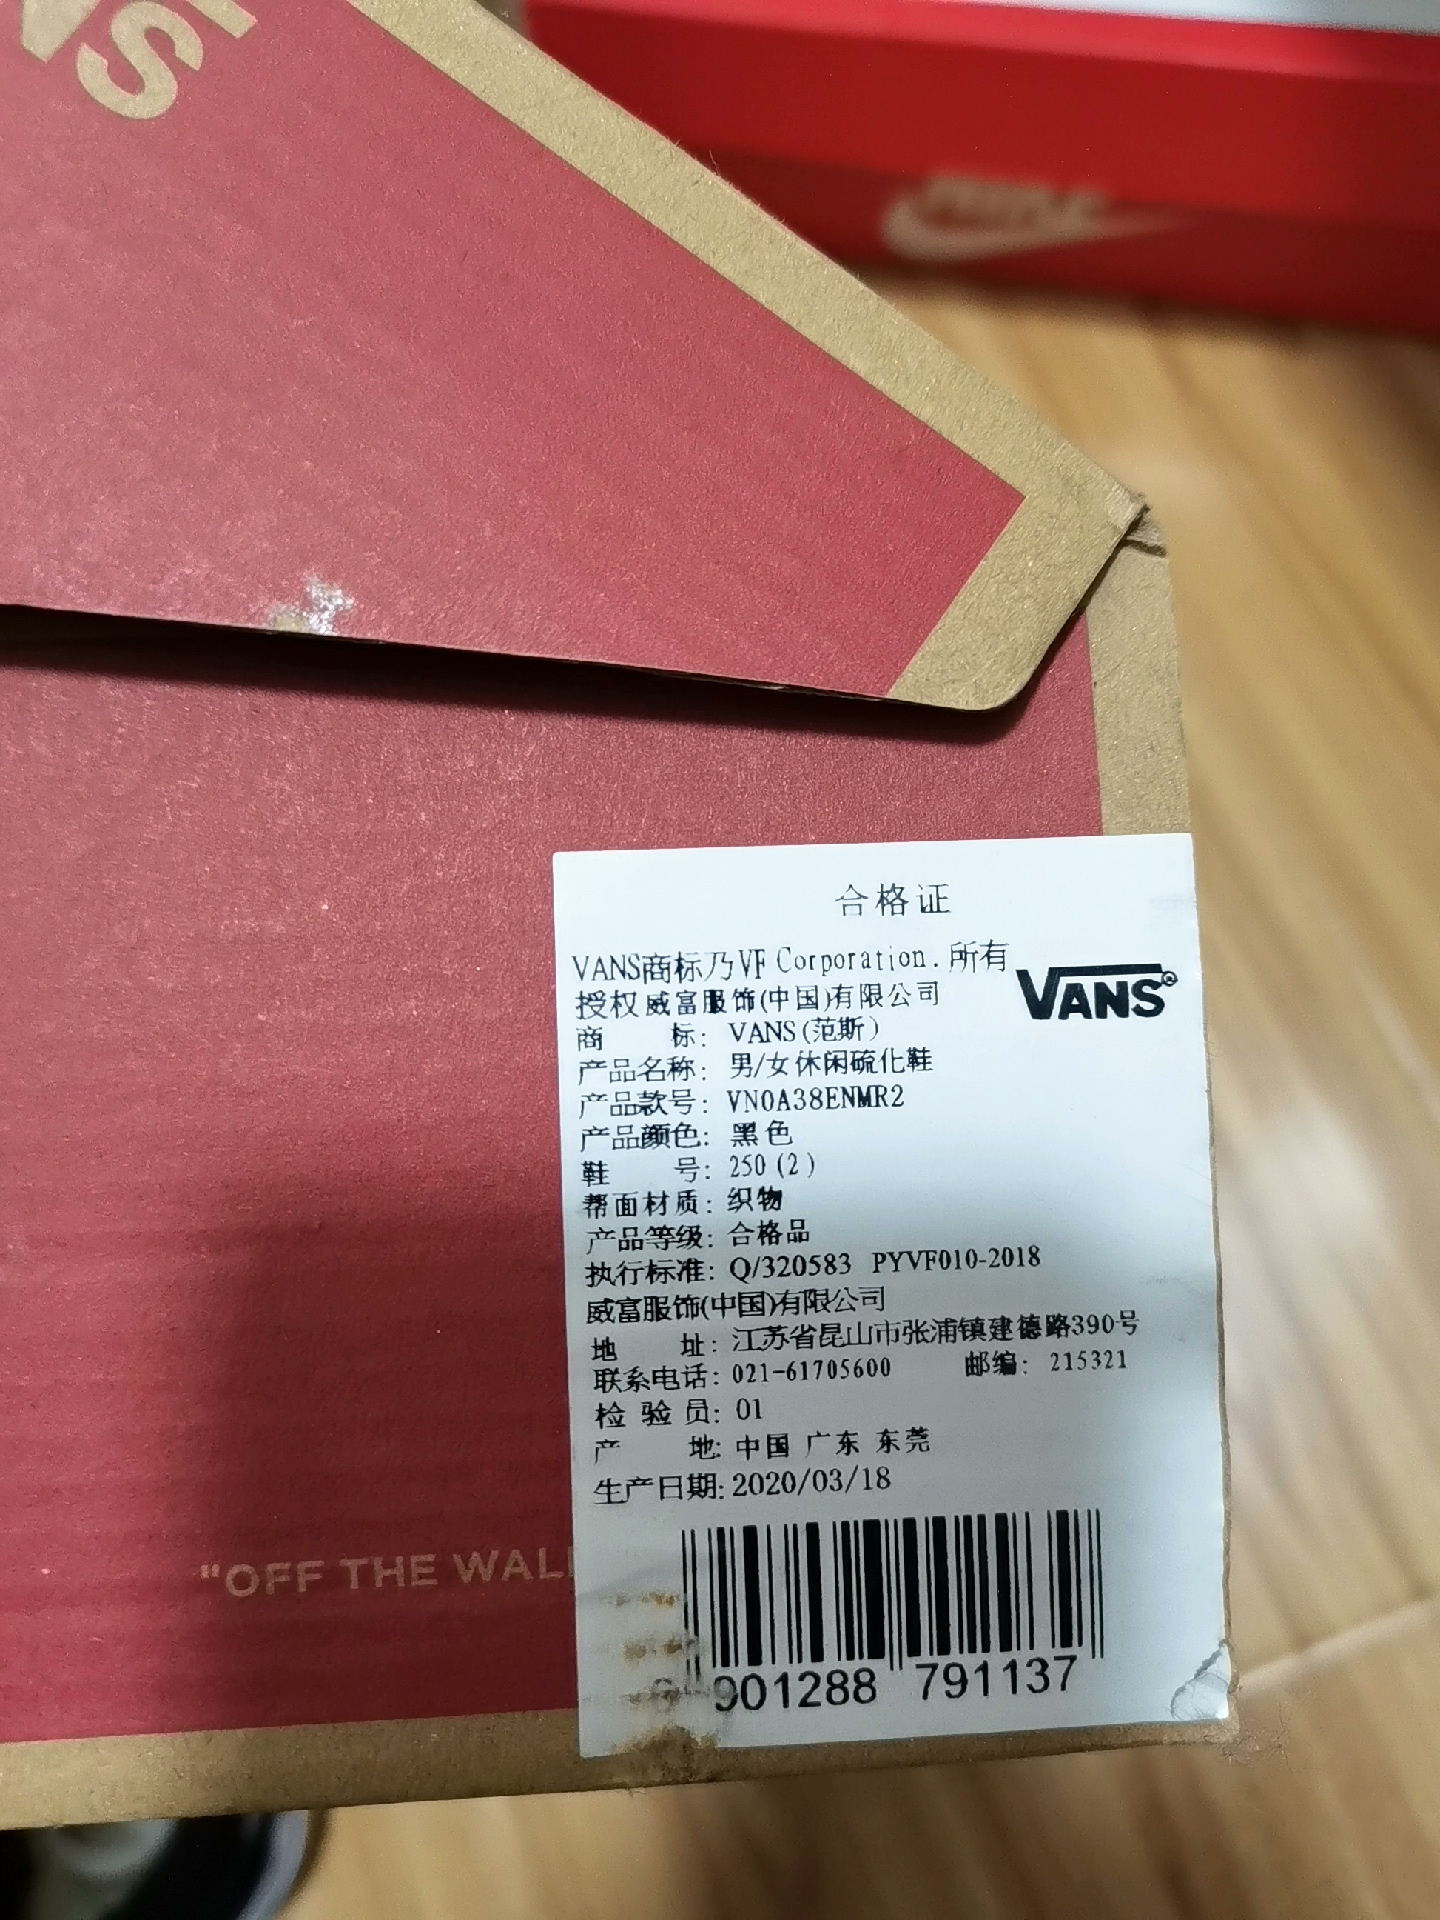 NS
NIKE
合格证
VANS商标乃VF Corporation.所有
授权威富服饰(中国)有限公司
VANS®
商 标: VANS(范斯)
产品名称: 男/女休闲硫化鞋
产品款号: VN0A38ENMR2
产品颜色: 黑色
鞋 号: 250(2)
帮面材质: 织物
产品等级: 合格品
执行标准: Q/320583 PYVF010-2018
威富服饰(中国)有限公司
地 址: 江苏省昆山市张浦镇建德路390号
联系电话: 021-61705600 邮编: 215321
检 验 员: 01
产 地: 中国 广东 东莞
生产日期: 2020/03/18
"OFF THE WALL
901288 791137